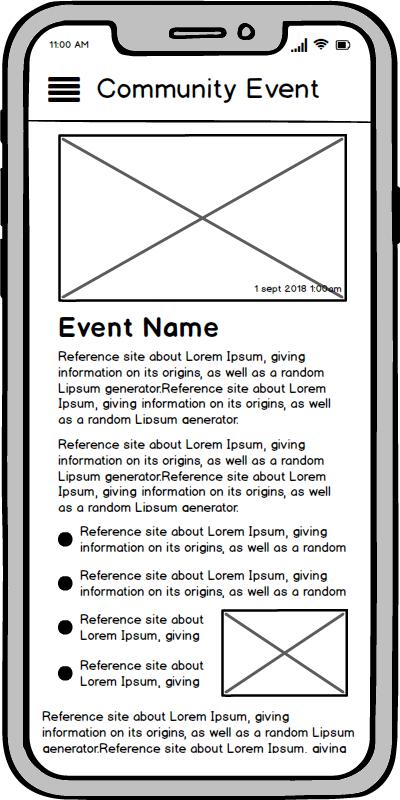 11:00 AM
Community Event
1 sept 2018 1:00am
Event Name
Reference site about Lorem Ipsum, giving
information on its origins, as well as a random
Lipsum generator.Reference site about Lorem
Ipsum, giving information on its origins, as well
as a random Lipsum generator.
Reference site about Lorem Ipsum, giving
information on its origins, as well as a random
Lipsum generator.Reference site about Lorem
Ipsum, giving information on its origins, as well
as a random Lipsum generator.
Reference site about Lorem Ipsum, giving
information on its origins, as well as a random
Reference site about Lorem Ipsum, giving
information on its origins, as well as a random
Reference site about
Lorem Ipsum, giving
Reference site about
Lorem Ipsum, giving
Reference site about Lorem Ipsum, giving
information on its origins, as well as a random Lipsum
generator.Reference site about Lorem Ipsum, giving